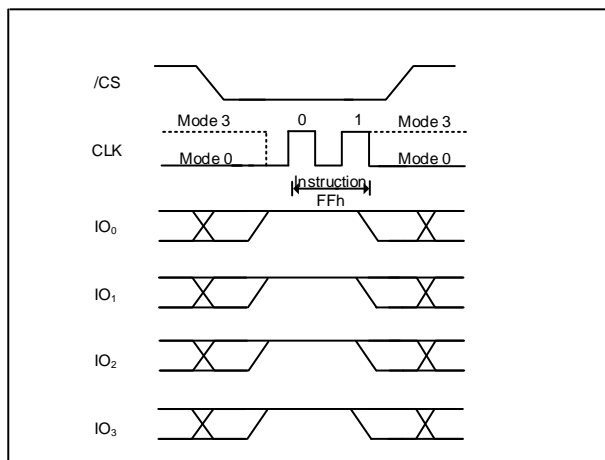 /CS
Mode 3 0 1 Mode 3
CLK
Mode 0 Mode 0
Instruction
FFh
IO₀
IO₁
IO₂
IO₃